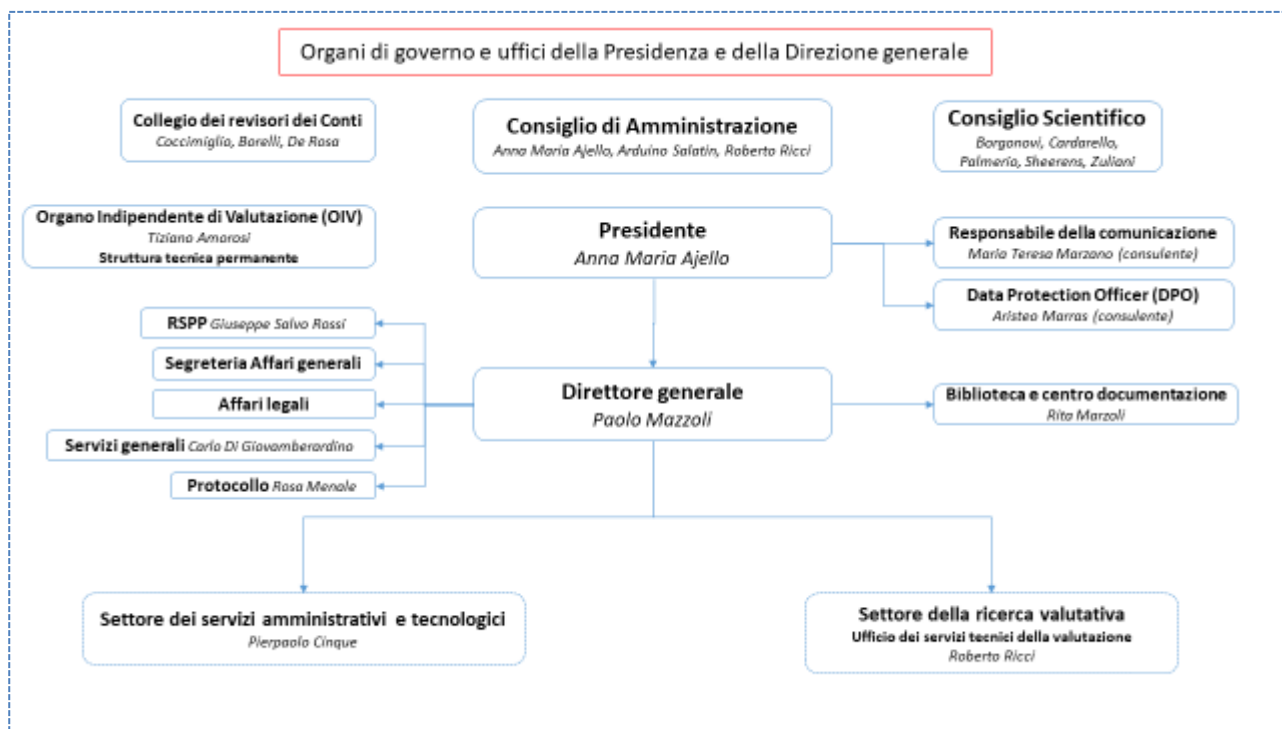 Organi di governo e uffici della Presidenza e della Direzione generale
Collegio dei revisori dei Conti
Coccimiglio, Borelli, De Rosa
Consiglio di Amministrazione
Anna Maria Ajello, Arduino Salatin, Roberto Ricci
Consiglio Scientifico
Borgonovi, Cardarello,
Palmerio, Sheerens, Zuliani
Organo Indipendente di Valutazione (OIV)
Tiziano Amorosi
Struttura tecnica permanente
Presidente
Anna Maria Ajello
Responsabile della comunicazione
Maria Teresa Marzano (consulente)
Data Protection Officer (DPO)
Aristeo Marras (consulente)
RSPP Giuseppe Salvo Rossi
Segreteria Affari generali
Affari legali
Servizi generali Carlo Di Giovamberardino
Protocollo Rosa Menale
Direttore generale
Paolo Mazzoli
Biblioteca e centro documentazione
Rita Marzoli
Settore dei servizi amministrativi e tecnologici
Pierpaolo Cinque
Settore della ricerca valutativa
Ufficio dei servizi tecnici della valutazione
Roberto Ricci